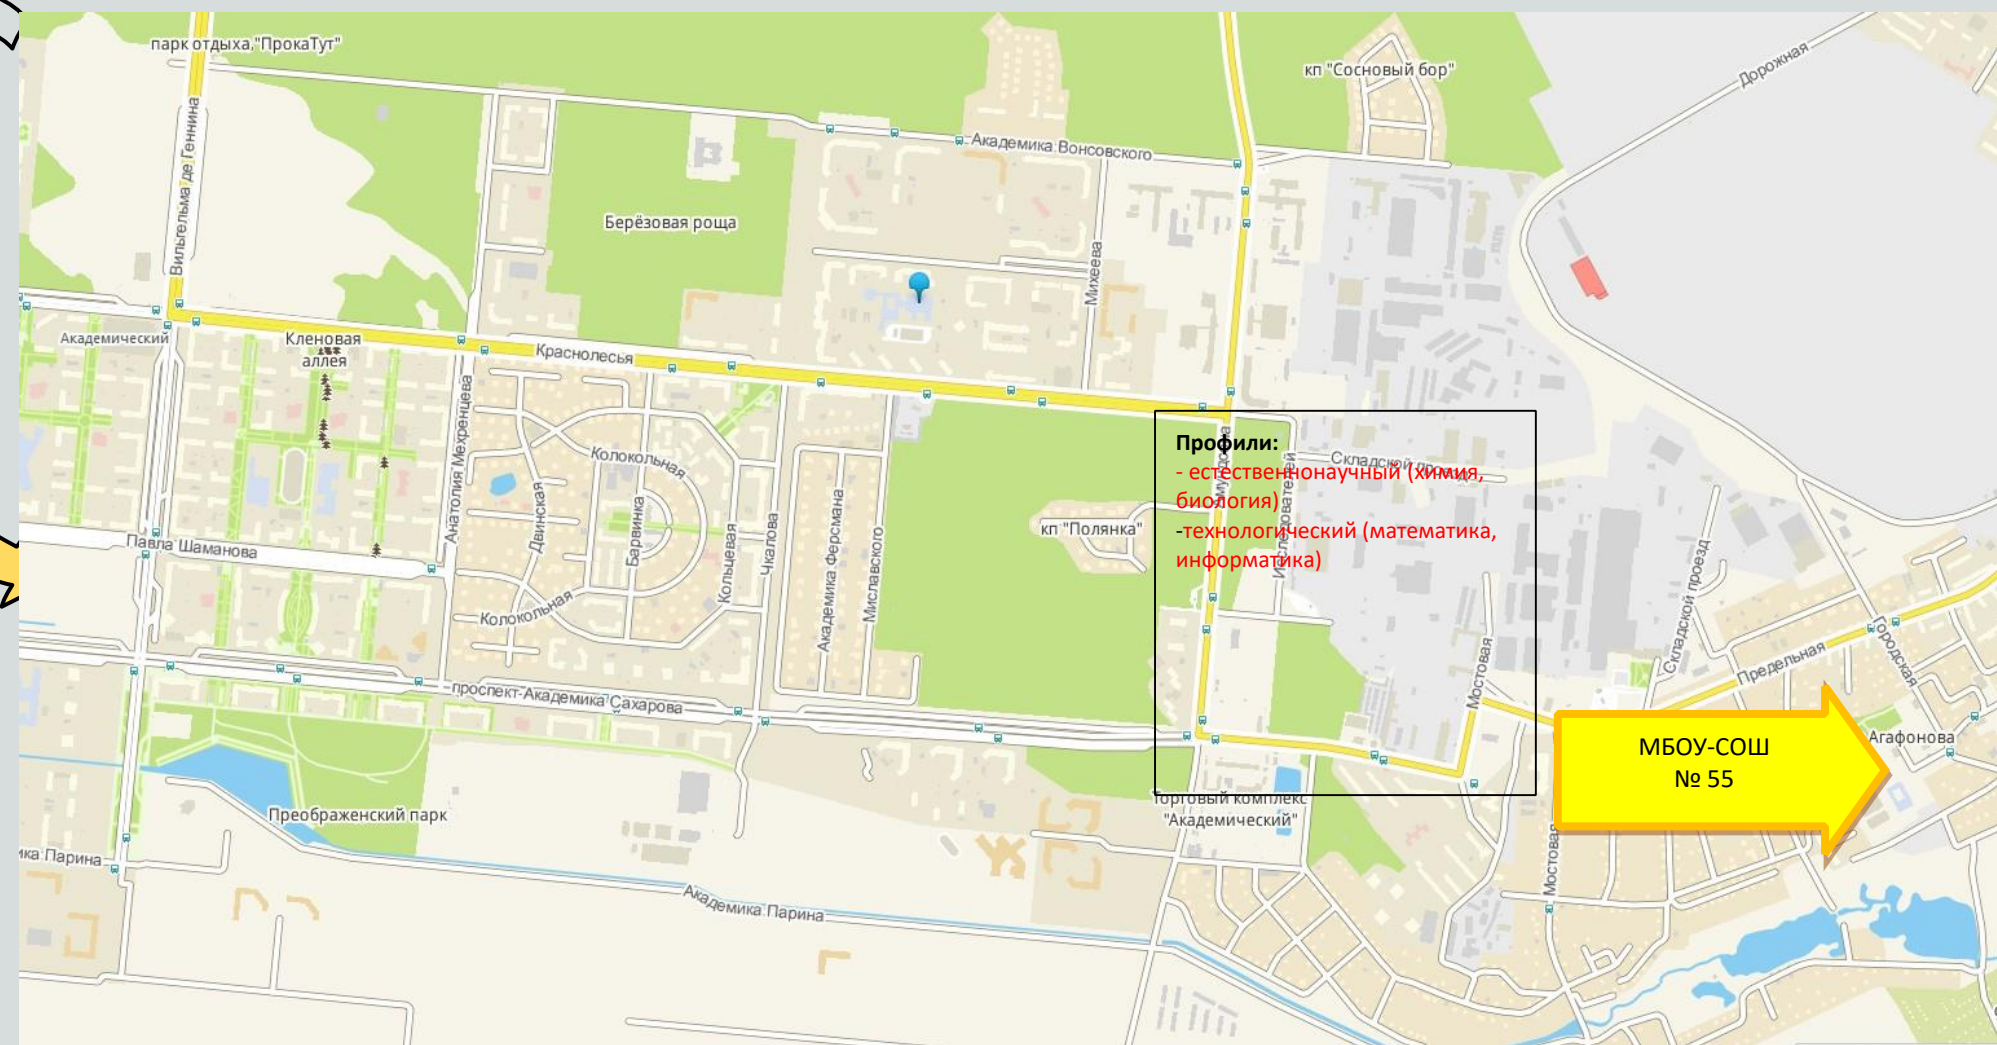 парк отдыха,"ПрокаТут"
кп "Сосновый бор"
Дорожная
Вильгельма де Геннина
Академика Вонсовского
Берёзовая роща
Михеева
Академический
Кленовая
аллея
Краснолесья
Анатолия Мехренцева
Профили:
- естественнонаучный (химия,
биология)
-технологический (математика,
информатика)
Складской проезд
Исследователей
Колокольная
Двинская
Барвинка
Кольцевая
Чкалова
Академика Ферсмана
Миславского
кп "Полянка"
Павла Шаманова
Колокольная
Складской проезд
Городская
Предельная
Мостовая
проспект Академика Сахарова
МБОУ-СОШ
№ 55
Агафонова
Преображенский парк
Торговый комплекс
"Академический"
Мостовая
ика Парина
Академика Парина